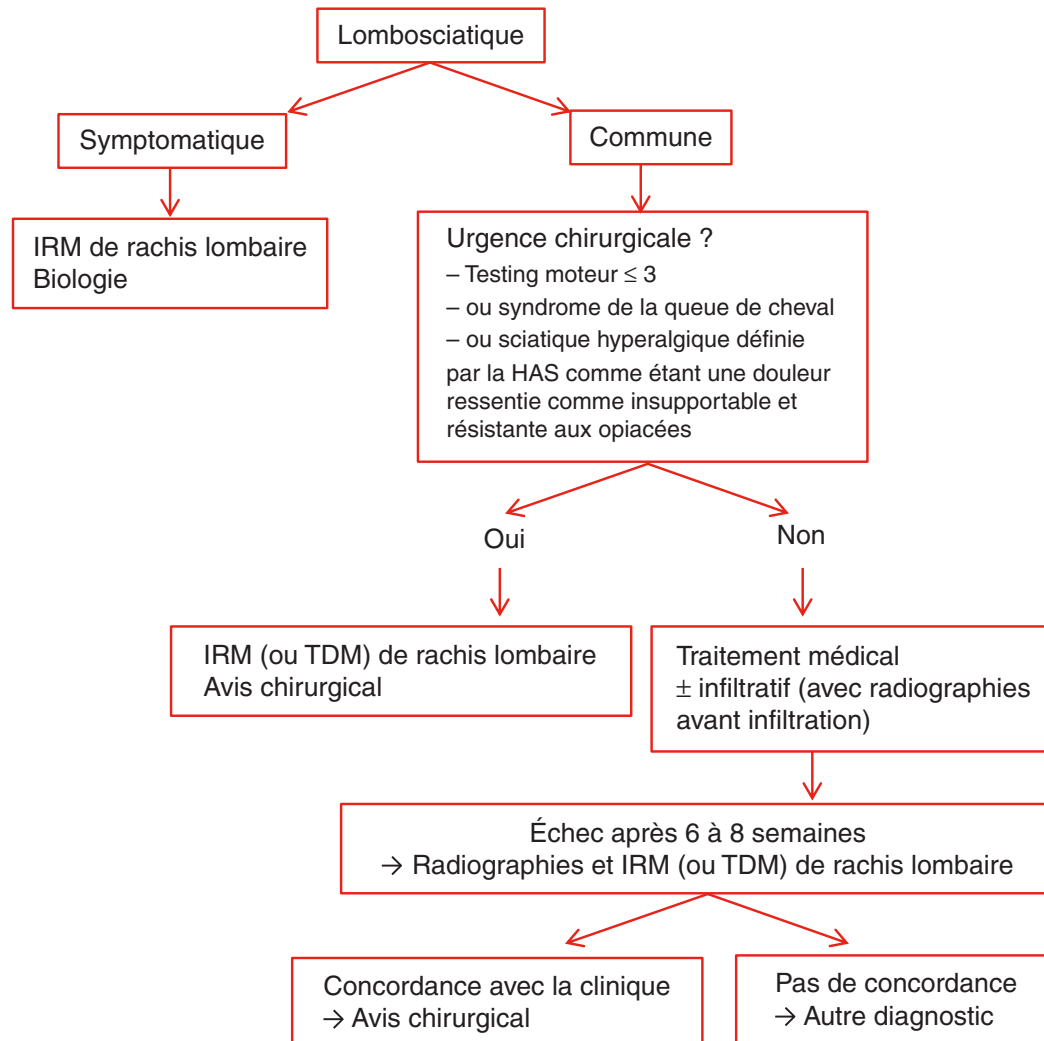 Lombosciatique
Symptomatique
Commune
IRM de rachis lombaire
Biologie
Urgence chirurgicale ?
– Testing moteur ≤ 3
– ou syndrome de la queue de cheval
– ou sciatique hyperalgique définie
par la HAS comme étant une douleur
ressentie comme insupportable et
résistante aux opiacées
Oui
Non
IRM (ou TDM) de rachis lombaire
Avis chirurgical
Traitement médical
± infiltratif (avec radiographies
avant infiltration)
Échec après 6 à 8 semaines
→ Radiographies et IRM (ou TDM) de rachis lombaire
Concordance avec la clinique
→ Avis chirurgical
Pas de concordance
→ Autre diagnostic